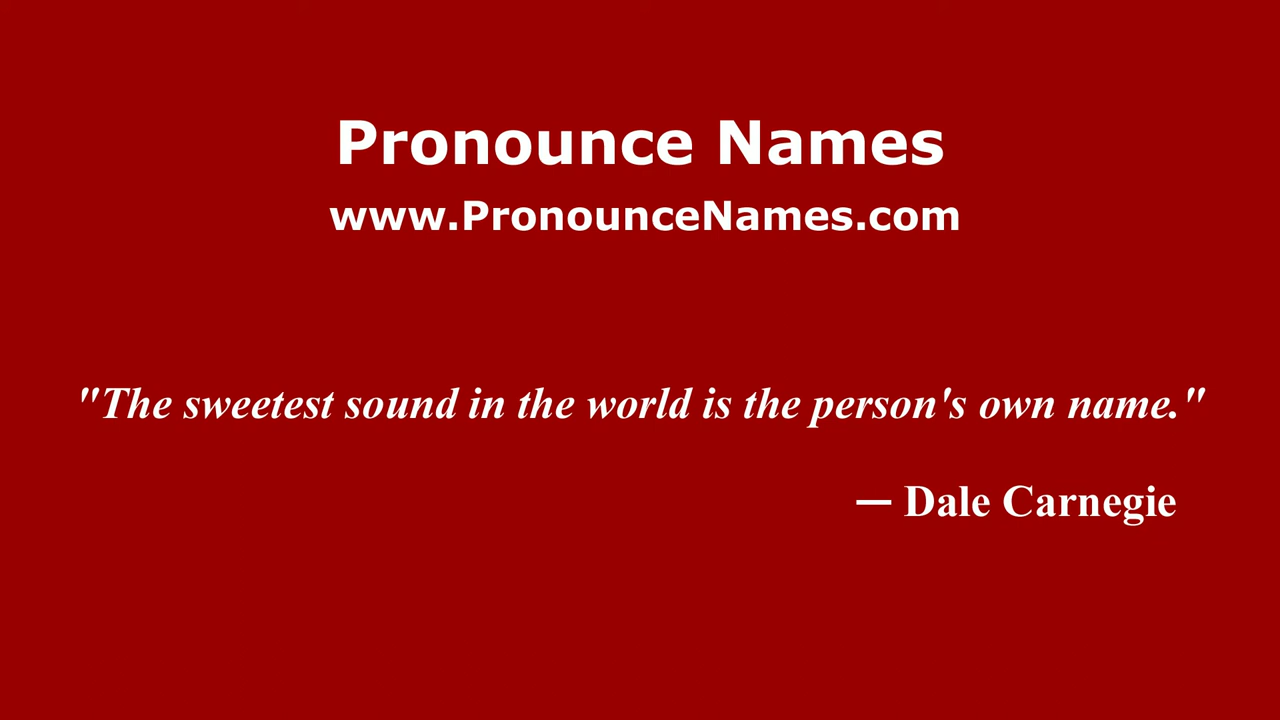 Pronounce Names
www.PronounceNames.com
"The sweetest sound in the world is the person's own name."
— Dale Carnegie